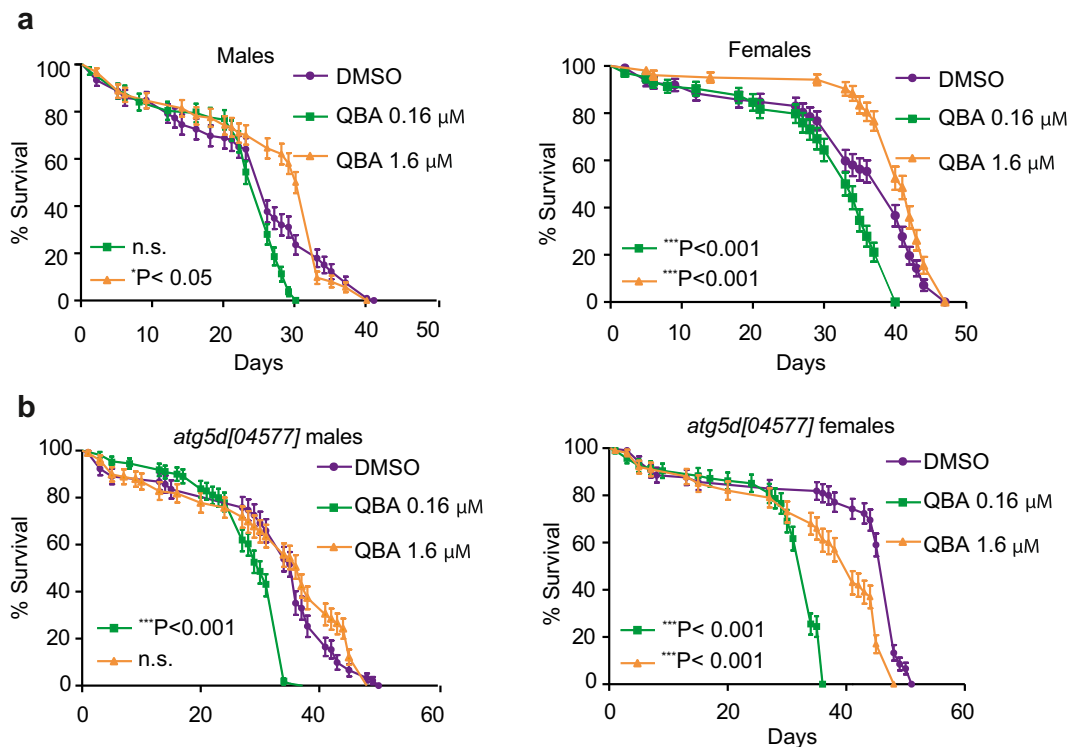 a
Males
% Survival
100
80
60
40
20
0
DMSO
QBA 0.16 µM
QBA 1.6 µM
n.s.
*P< 0.05
0 10 20 30 40 50
Days
Females
% Survival
100
80
60
40
20
0
DMSO
QBA 0.16 µM
QBA 1.6 µM
***P<0.001
***P<0.001
0 10 20 30 40 50
Days
b
atg5d[04577] males
% Survival
100
80
60
40
20
0
DMSO
QBA 0.16 µM
QBA 1.6 µM
***P<0.001
n.s.
0 20 40 60
atg5d[04577] females
% Survival
100
80
60
40
20
0
DMSO
QBA 0.16 µM
QBA 1.6 µM
***P< 0.001
***P< 0.001
0 20 40 60
Days